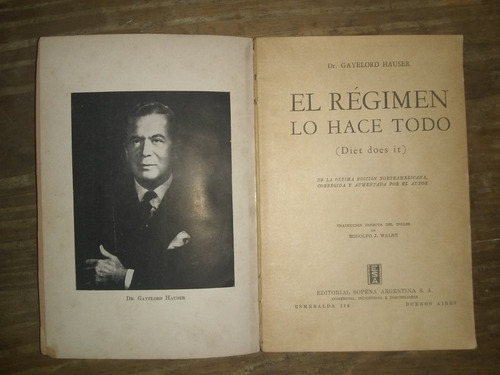 Dr. Gayelord Hauser
Dr. GAYELORD HAUSER
EL RÉGIMEN
LO HACE TODO
(Diet does it)
DE LA ÚLTIMA EDICIÓN NORTEAMERICANA,
CORREGIDA Y AUMENTADA POR EL AUTOR
TRADUCCIÓN DIRECTA DEL INGLÉS
DE
RODOLFO J. WALSH
EDITORIAL SOPENA ARGENTINA S. A.
ESMERALDA 116
BUENOS AIRES